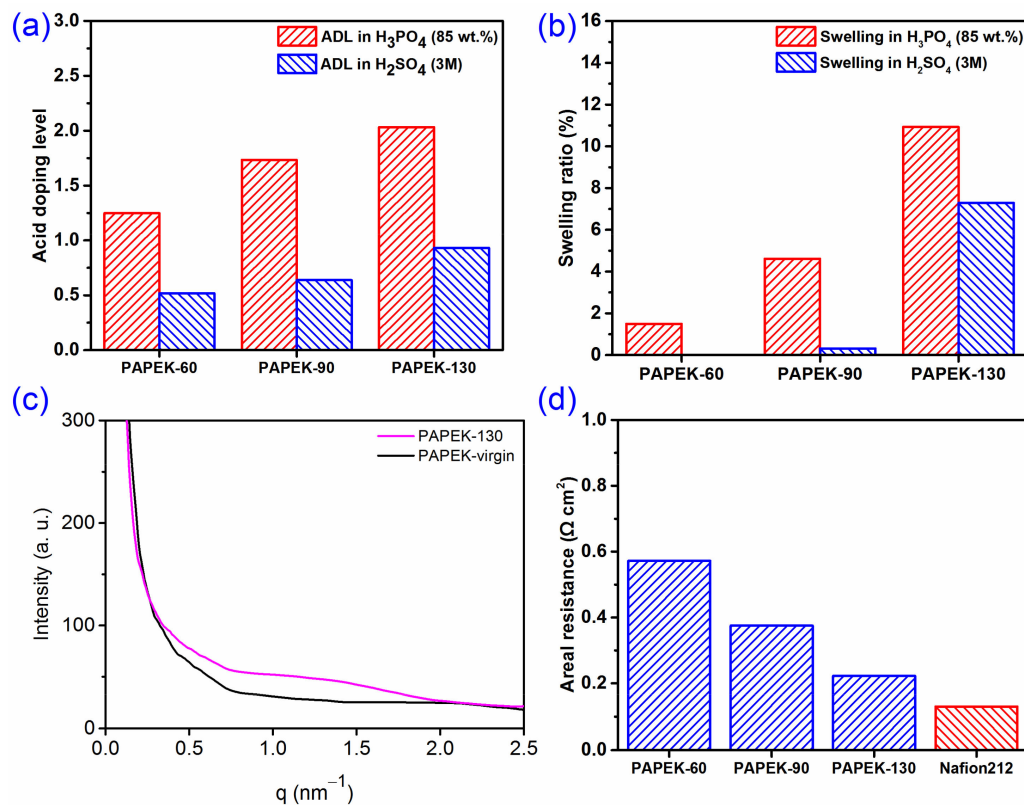 (a)
3.0
2.5
2.0
1.5
1.0
0.5
0.0
Acid doping level
ADL in H₃PO₄ (85 wt.%)
ADL in H₂SO₄ (3M)
PAPEK-60 PAPEK-90 PAPEK-130
(b)
16
14
12
10
8
6
4
2
0
Swelling ratio (%)
Swelling in H₃PO₄ (85 wt.%)
Swelling in H₂SO₄ (3M)
PAPEK-60 PAPEK-90 PAPEK-130
(c)
300
200
100
0
Intensity (a. u.)
PAPEK-130
PAPEK-virgin
0.0 0.5 1.0 1.5 2.0 2.5
q (nm⁻¹)
(d)
1.0
0.8
0.6
0.4
0.2
0.0
Areal resistance (Ω cm²)
PAPEK-60 PAPEK-90 PAPEK-130 Nafion212